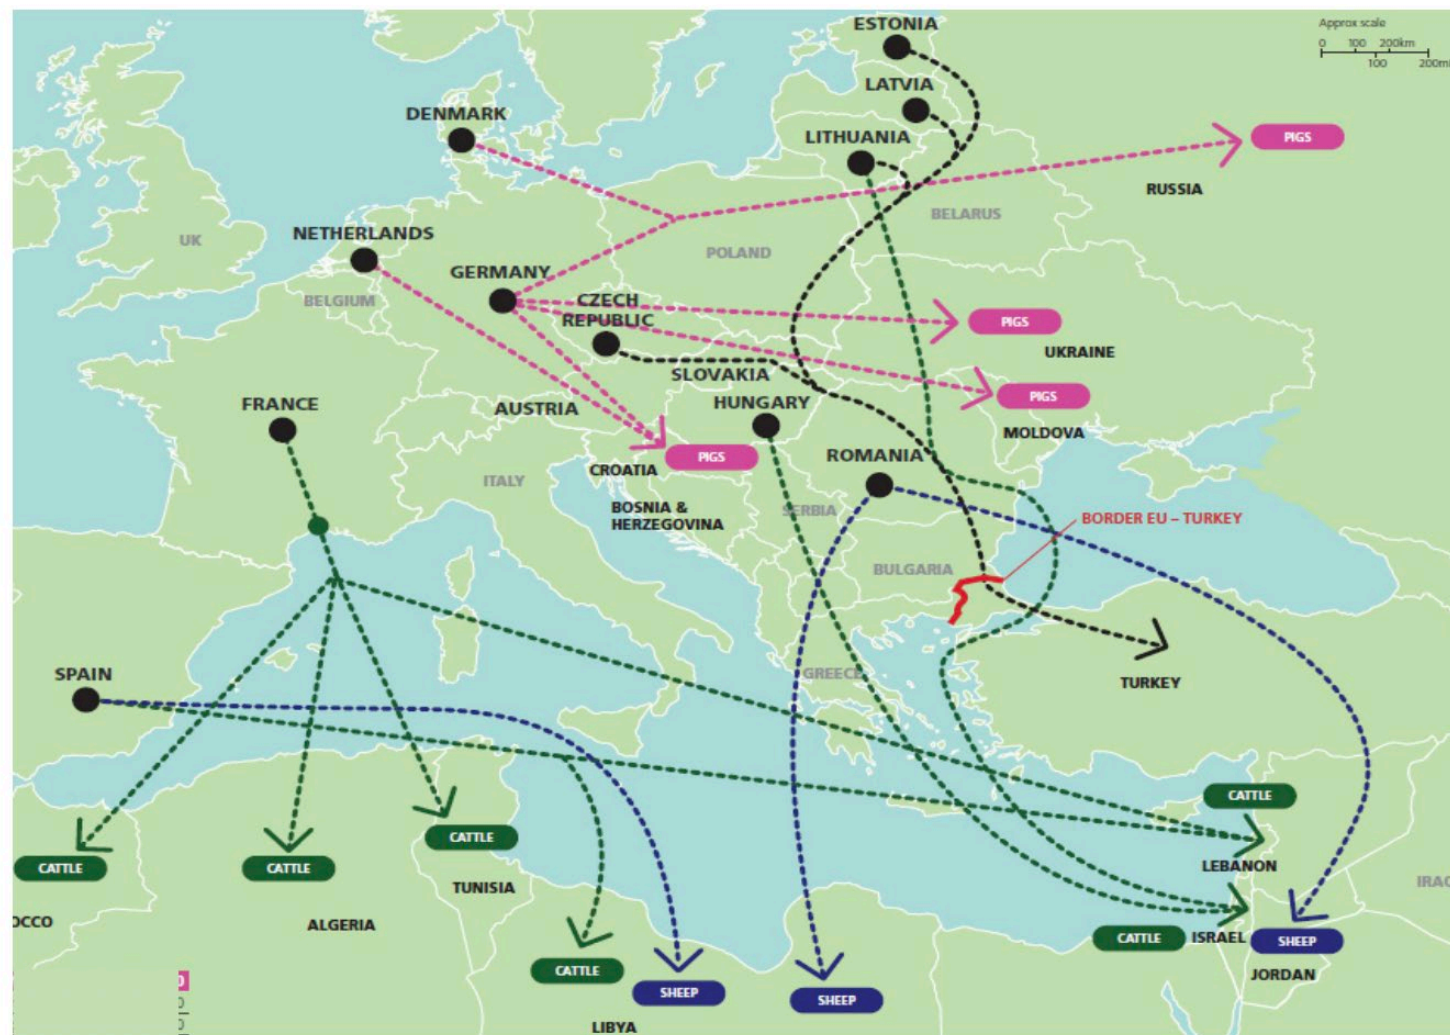 ESTONIA
Approx scale
0 100 200km
100 200m
LATVIA
DENMARK
LITHUANIA
PIGS
RUSSIA
BELARUS
UK
NETHERLANDS
POLAND
GERMANY
BELGIUM
CZECH
REPUBLIC
PIGS
UKRAINE
SLOVAKIA
PIGS
FRANCE
AUSTRIA
HUNGARY
MOLDOVA
ROMANIA
PIGS
CROATIA
ITALY
BOSNIA &
HERZEGOVINA
SERBIA
BORDER EU – TURKEY
BULGARIA
SPAIN
GREECE
TURKEY
CATTLE
CATTLE
LEBANON
CATTLE
CATTLE
TUNISIA
IRAQ
OCCO
ALGERIA
CATTLE
ISRAEL
SHEEP
CATTLE
JORDAN
SHEEP
SHEEP
LIBYA